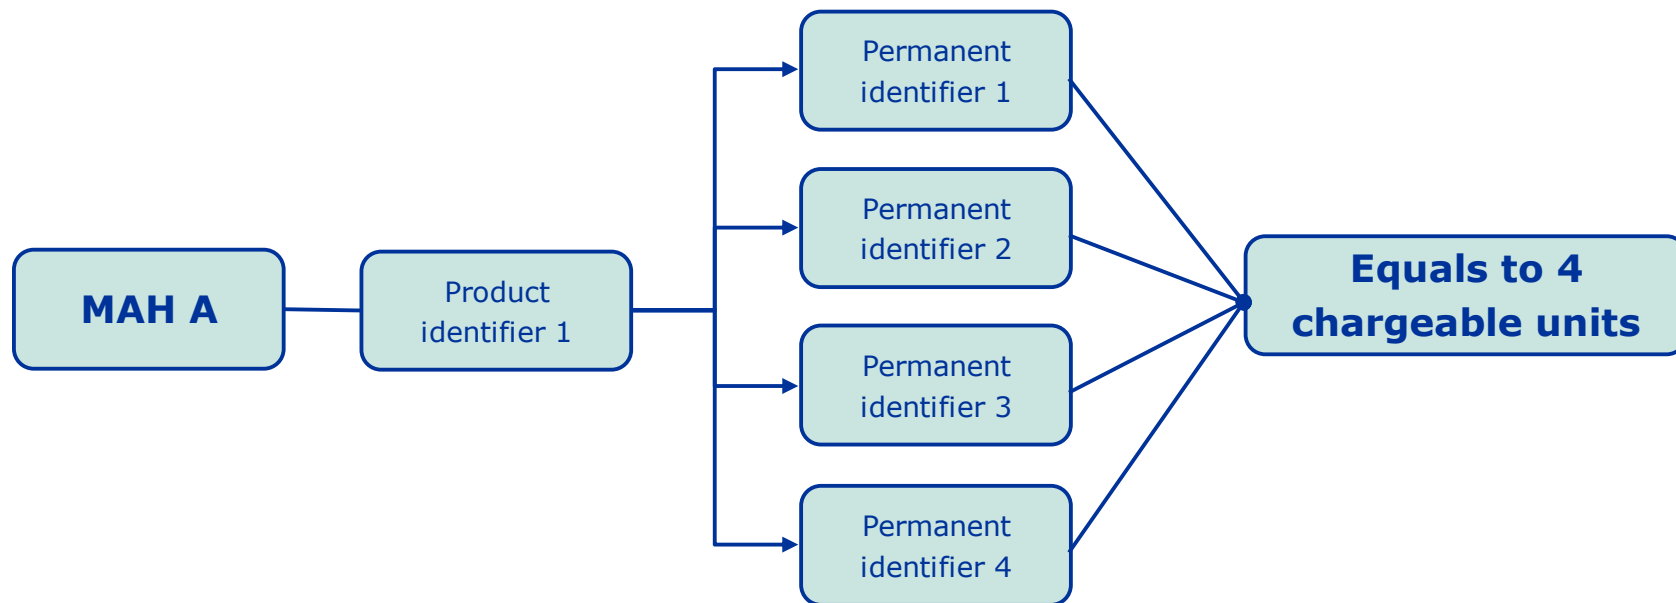 MAH A
Product
identifier 1
Permanent
identifier 1
Permanent
identifier 2
Permanent
identifier 3
Permanent
identifier 4
Equals to 4
chargeable units